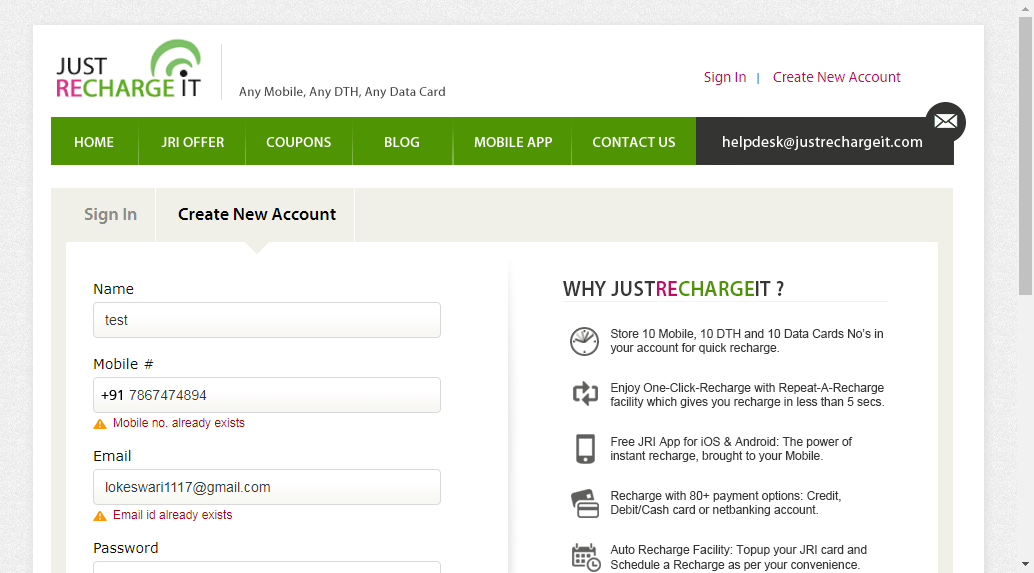 JUST
RECHARGE iT
Any Mobile, Any DTH, Any Data Card
Sign In | Create New Account
HOME JRI OFFER COUPONS BLOG MOBILE APP CONTACT US helpdesk@justrechargeit.com
Sign In Create New Account
Name
test
Mobile #
+91 7867474894
Mobile no. already exists
Email
lokeswari1117@gmail.com
Email id already exists
Password
WHY JUSTRECHARGEIT ?
Store 10 Mobile, 10 DTH and 10 Data Cards No's in
your account for quick recharge.
Enjoy One-Click-Recharge with Repeat-A-Recharge
facility which gives you recharge in less than 5 secs.
Free JRI App for iOS & Android: The power of
instant recharge, brought to your Mobile.
Recharge with 80+ payment options: Credit,
Debit/Cash card or netbanking account.
Auto Recharge Facility: Topup your JRI card and
Schedule a Recharge as per your convenience.